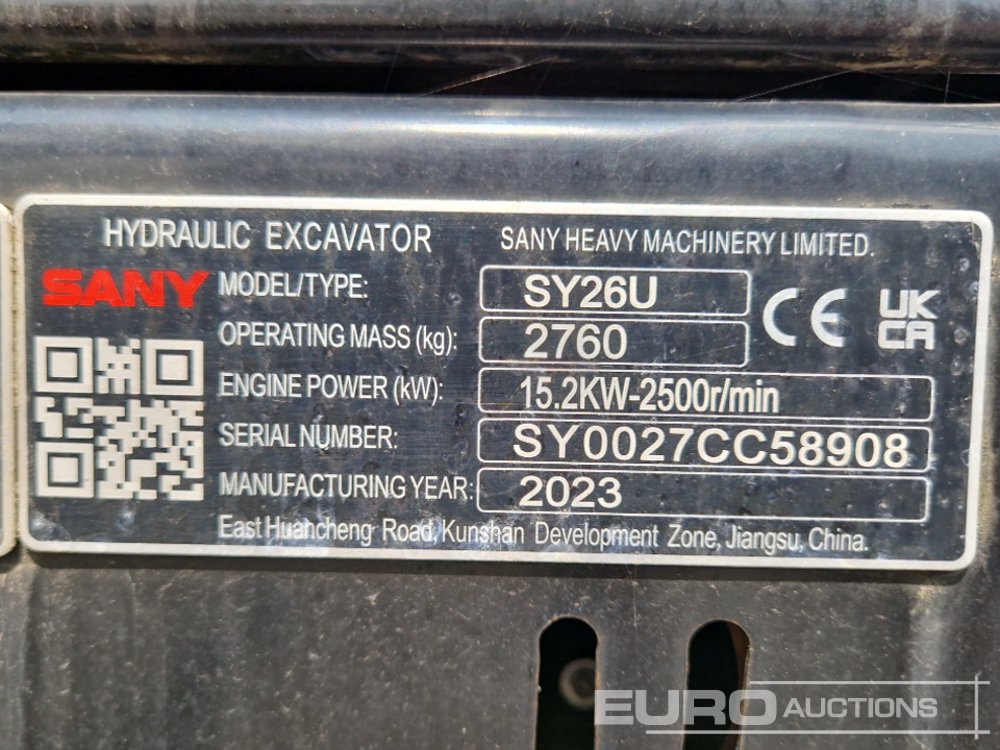 HYDRAULIC EXCAVATOR SANY HEAVY MACHINERY LIMITED.
SANY MODEL/TYPE: SY26U
OPERATING MASS (kg): 2760 CE UK CA
ENGINE POWER (kW): 15.2KW-2500r/min
SERIAL NUMBER: SY0027CC58908
MANUFACTURING YEAR: 2023
East Huancheng Road, Kunshan Development Zone, Jiangsu, China.
EURO AUCTIONS